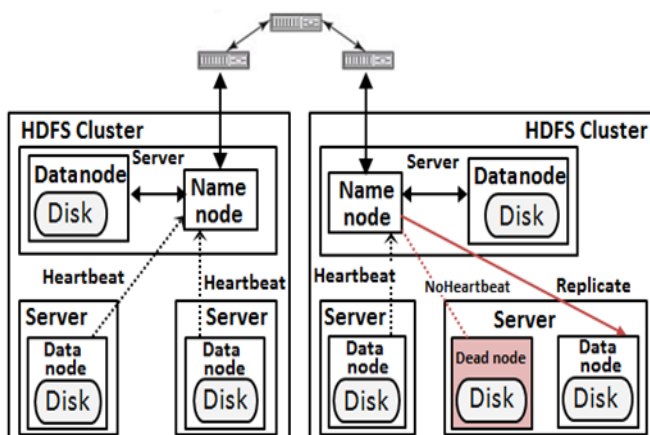 HDFS Cluster
Server
Datanode
Disk
Name
node
Heartbeat
Heartbeat
Server
Data
node
Disk
Server
Data
node
Disk
HDFS Cluster
Server
Name
node
Datanode
Disk
Heartbeat
NoHeartbeat
Replicate
Server
Data
node
Disk
Server
Dead node
Disk
Data
node
Disk